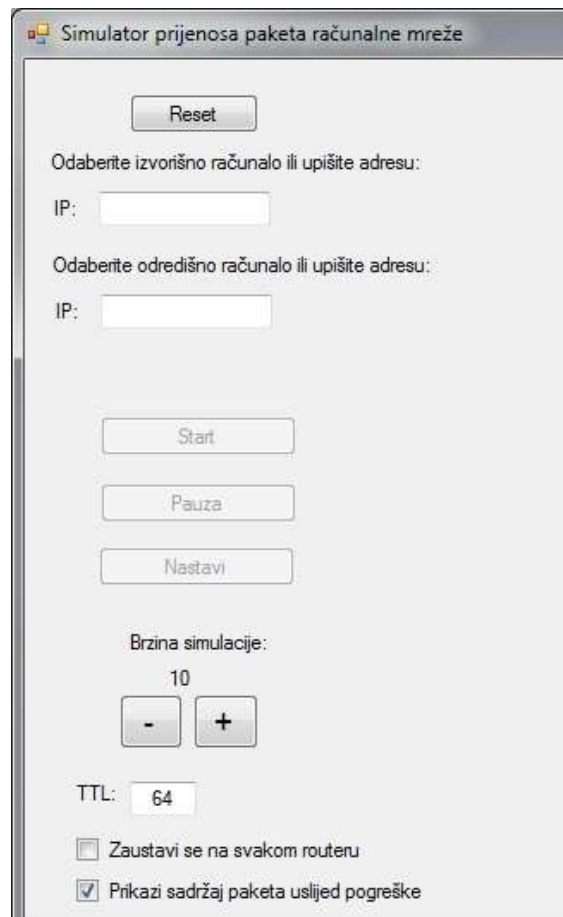 Simulator prijenosa paketa računalne mreže
Reset
Odaberite izvorišno računalo ili upišite adresu:
IP:
Odaberite odredišno računalo ili upišite adresu:
IP:
Start
Pauza
Nastavi
Brzina simulacije:
10
- +
TTL: 64
Zaustavi se na svakom routeru
Prikazi sadržaj paketa uslijed pogreške